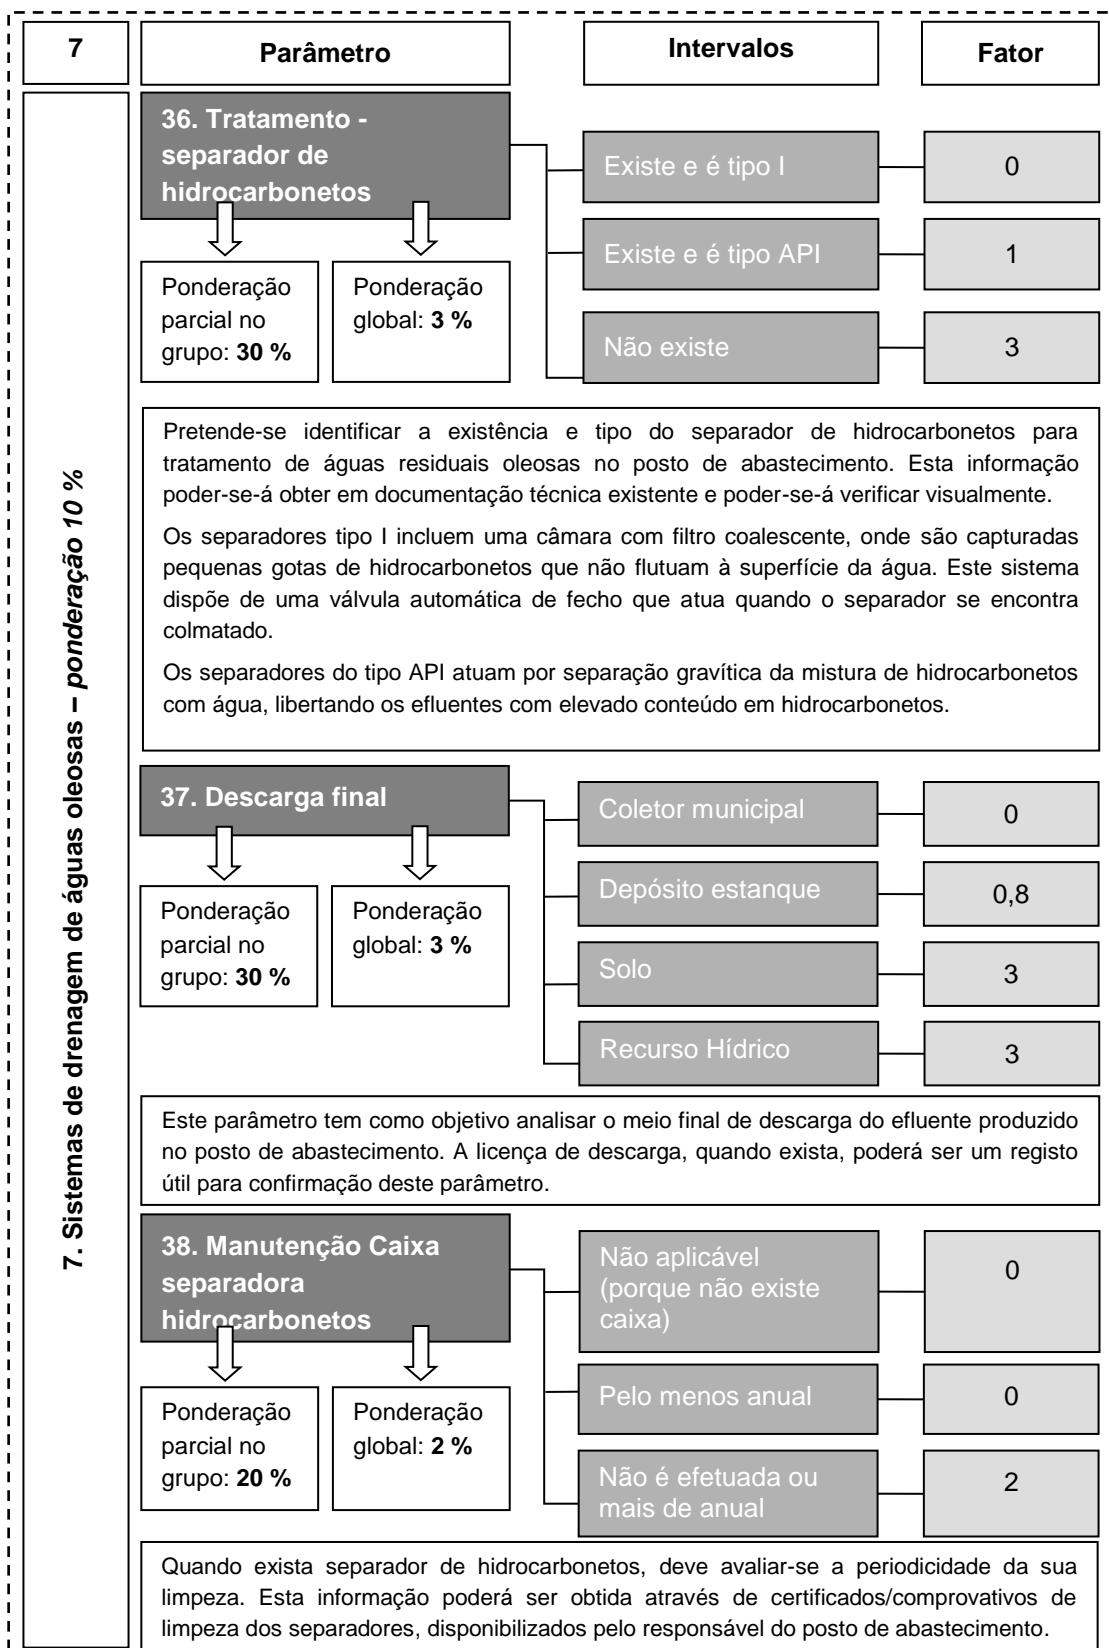 7
Parâmetro
Intervalos
Fator
7. Sistemas de drenagem de águas oleosas – ponderação 10 %
36. Tratamento -
separador de
hidrocarbonetos
Ponderação
parcial no
grupo: 30 %
Ponderação
global: 3 %
Existe e é tipo I
0
Existe e é tipo API
1
Não existe
3
Pretende-se identificar a existência e tipo do separador de hidrocarbonetos para
tratamento de águas residuais oleosas no posto de abastecimento. Esta informação
poder-se-á obter em documentação técnica existente e poder-se-á verificar visualmente.
Os separadores tipo I incluem uma câmara com filtro coalescente, onde são capturadas
pequenas gotas de hidrocarbonetos que não flutuam à superfície da água. Este sistema
dispõe de uma válvula automática de fecho que atua quando o separador se encontra
colmatado.
Os separadores do tipo API atuam por separação gravítica da mistura de hidrocarbonetos
com água, libertando os efluentes com elevado conteúdo em hidrocarbonetos.
37. Descarga final
Ponderação
parcial no
grupo: 30 %
Ponderação
global: 3 %
Coletor municipal
0
Depósito estanque
0,8
Solo
3
Recurso Hídrico
3
Este parâmetro tem como objetivo analisar o meio final de descarga do efluente produzido
no posto de abastecimento. A licença de descarga, quando exista, poderá ser um registo
útil para confirmação deste parâmetro.
38. Manutenção Caixa
separadora
hidrocarbonetos
Ponderação
parcial no
grupo: 20 %
Ponderação
global: 2 %
Não aplicável
(porque não existe
caixa)
0
Pelo menos anual
0
Não é efetuada ou
mais de anual
2
Quando exista separador de hidrocarbonetos, deve avaliar-se a periodicidade da sua
limpeza. Esta informação poderá ser obtida através de certificados/comprovativos de
limpeza dos separadores, disponibilizados pelo responsável do posto de abastecimento.